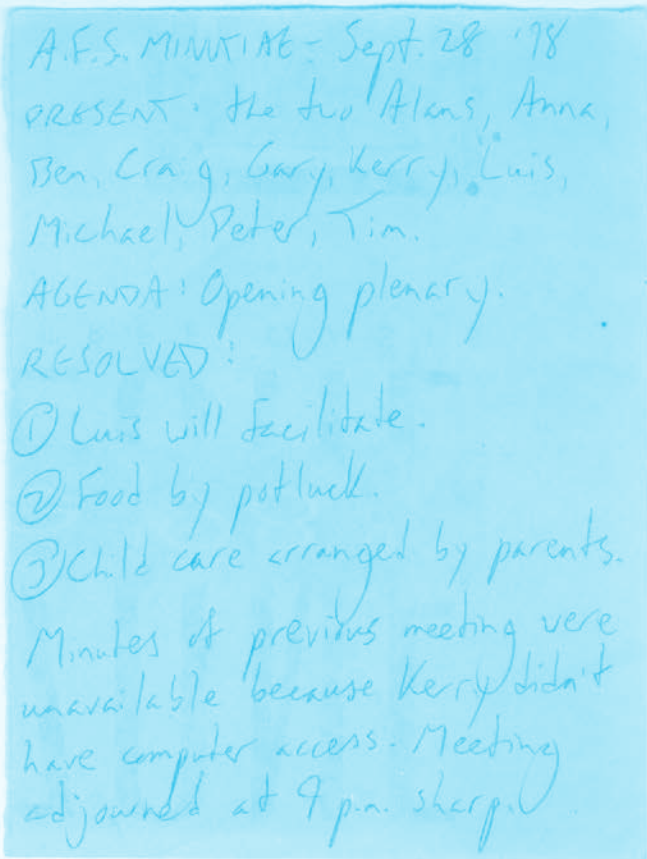 A.F.S. MINUTIAE - Sept. 28 '98
PRESENT - the two Alans, Anna,
Ben, Craig, Gary, Kerry, Luis,
Michael, Peter, Tim.
AGENDA: Opening plenary.
RESOLVED:
① Luis will facilitate.
② Food by potluck.
③ Child care arranged by parents.
Minutes of previous meeting were
unavailable because Kerry didn't
have computer access. Meeting
adjourned at 9 p.m. sharp.